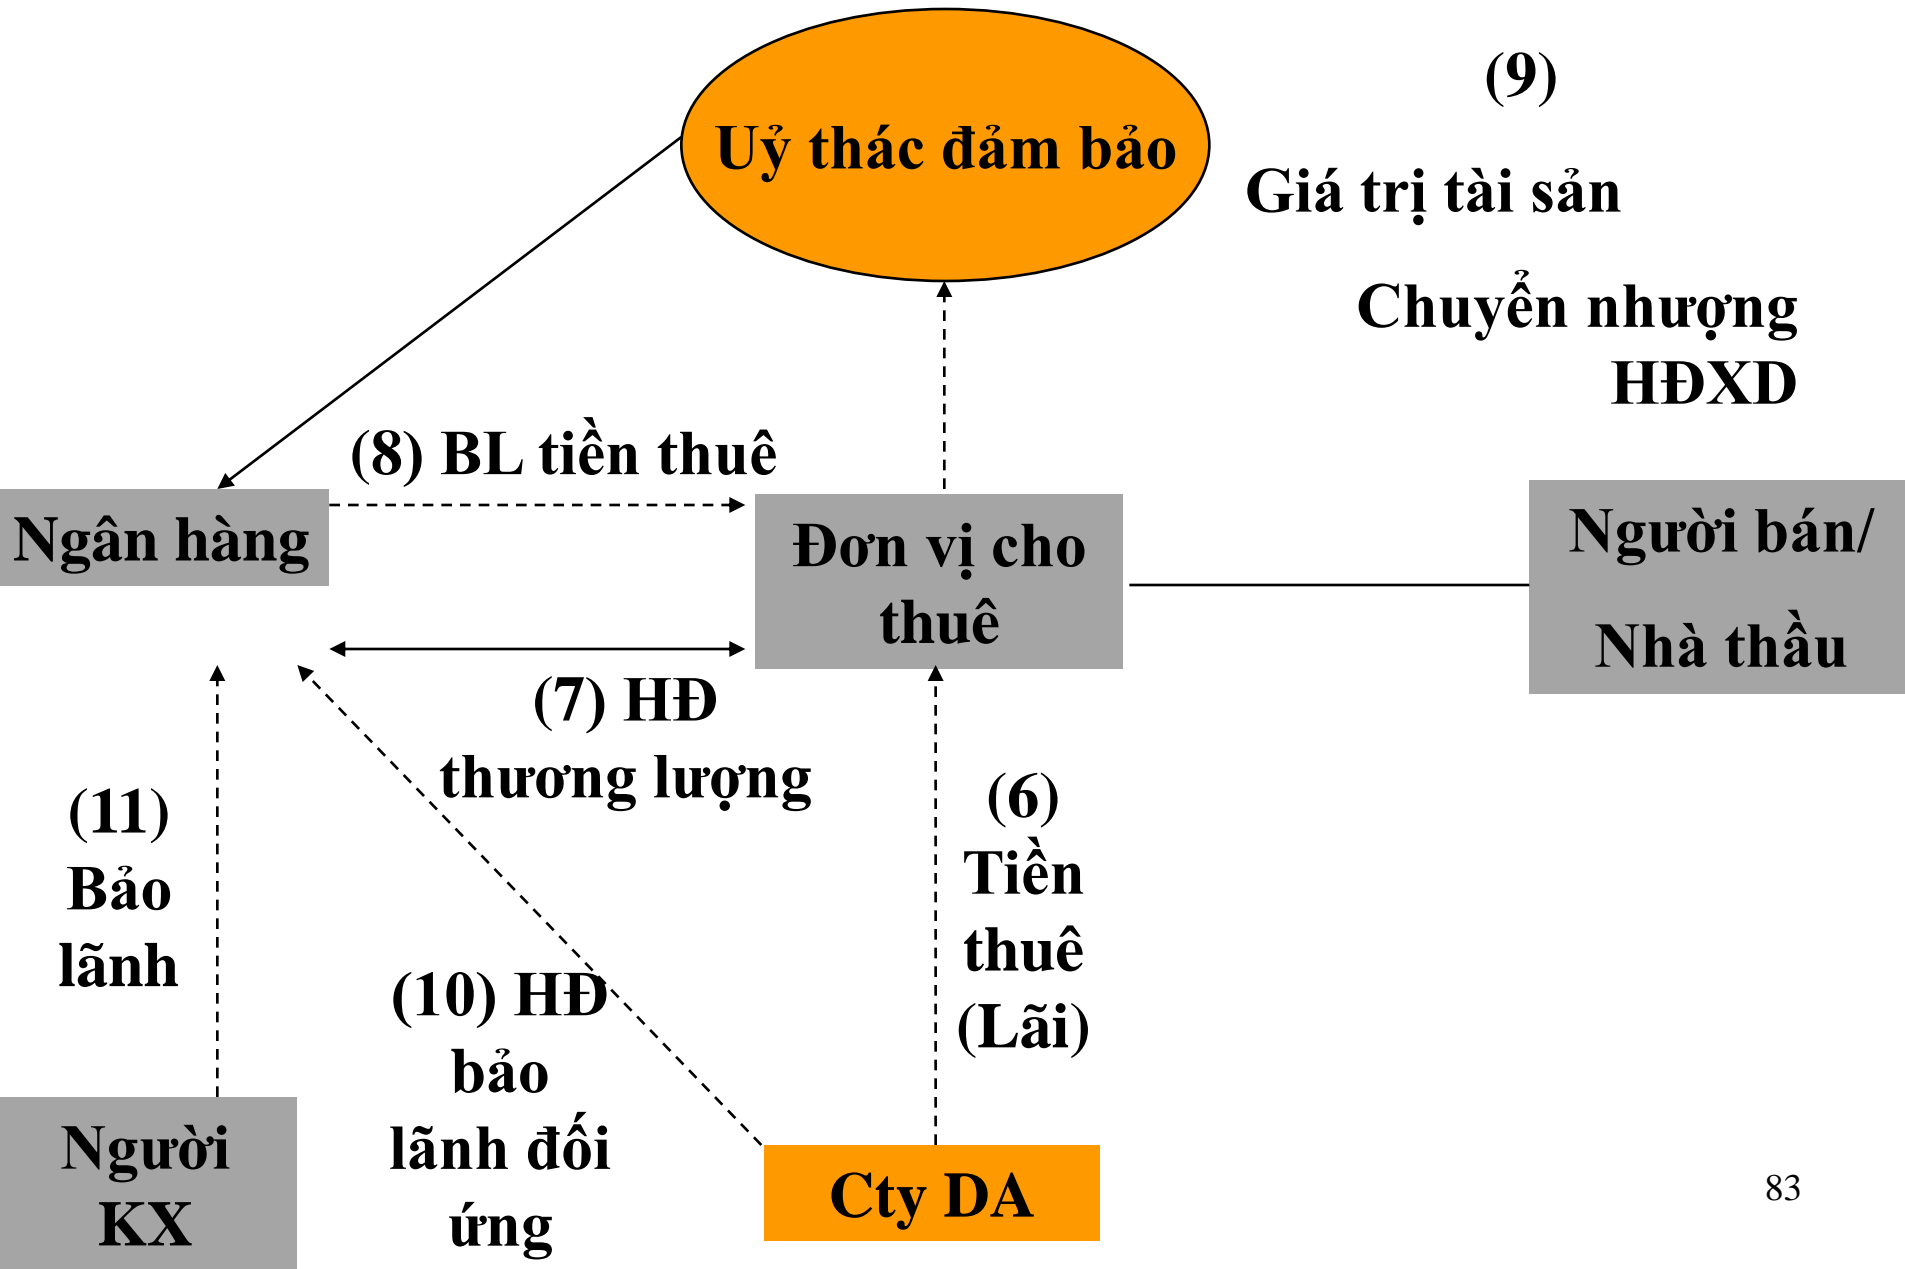 Uỷ thác đảm bảo
(9)
Giá trị tài sản
Chuyển nhượng
HĐXD
(8) BL tiền thuê
Ngân hàng
Đơn vị cho
thuê
Người bán/
Nhà thầu
(7) HĐ
thương lượng
(11)
Bảo
lãnh
(6)
Tiền
thuê
(Lãi)
(10) HĐ
bảo
lãnh đối
ứng
Người
KX
Cty DA
83